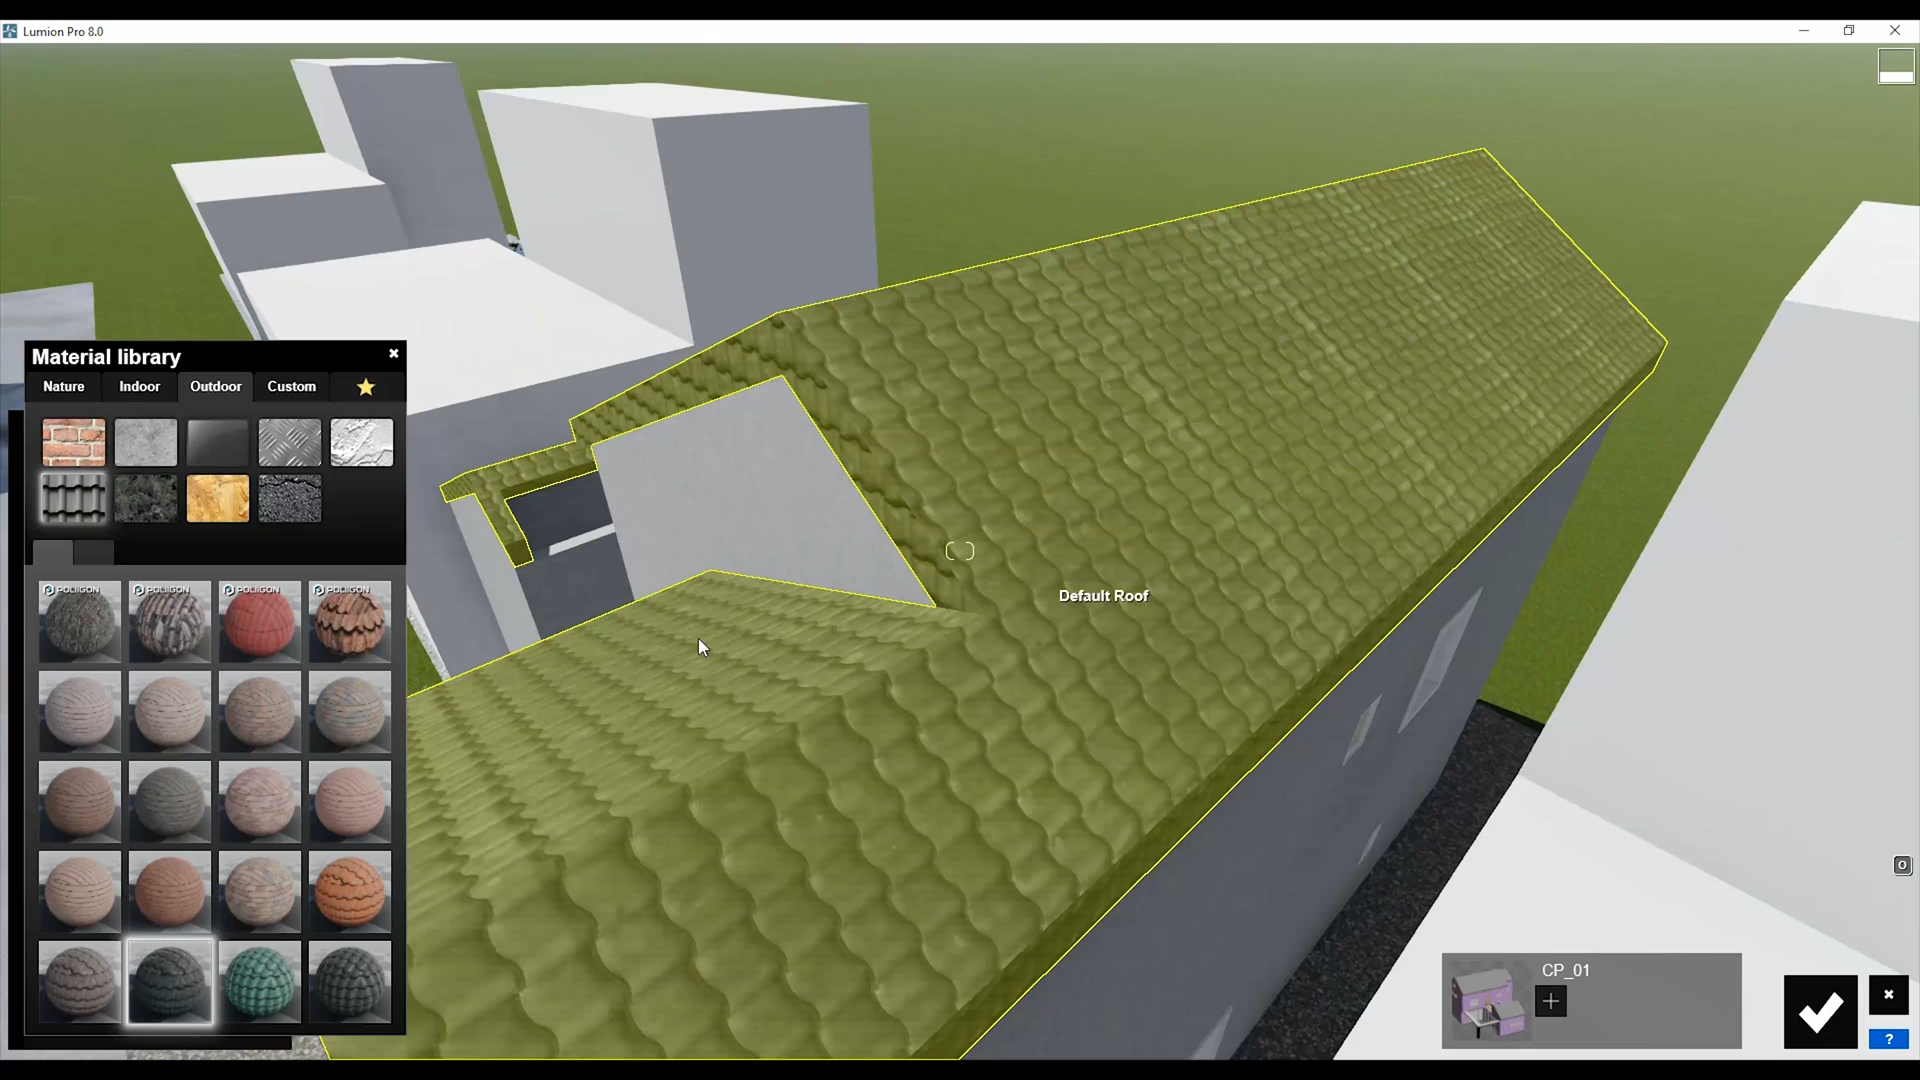 Lumion Pro 8.0
Material library
Nature Indoor Outdoor Custom
POLIIGON POLIIGON POLIIGON POLIIGON
Default Roof
CP_01
O
?